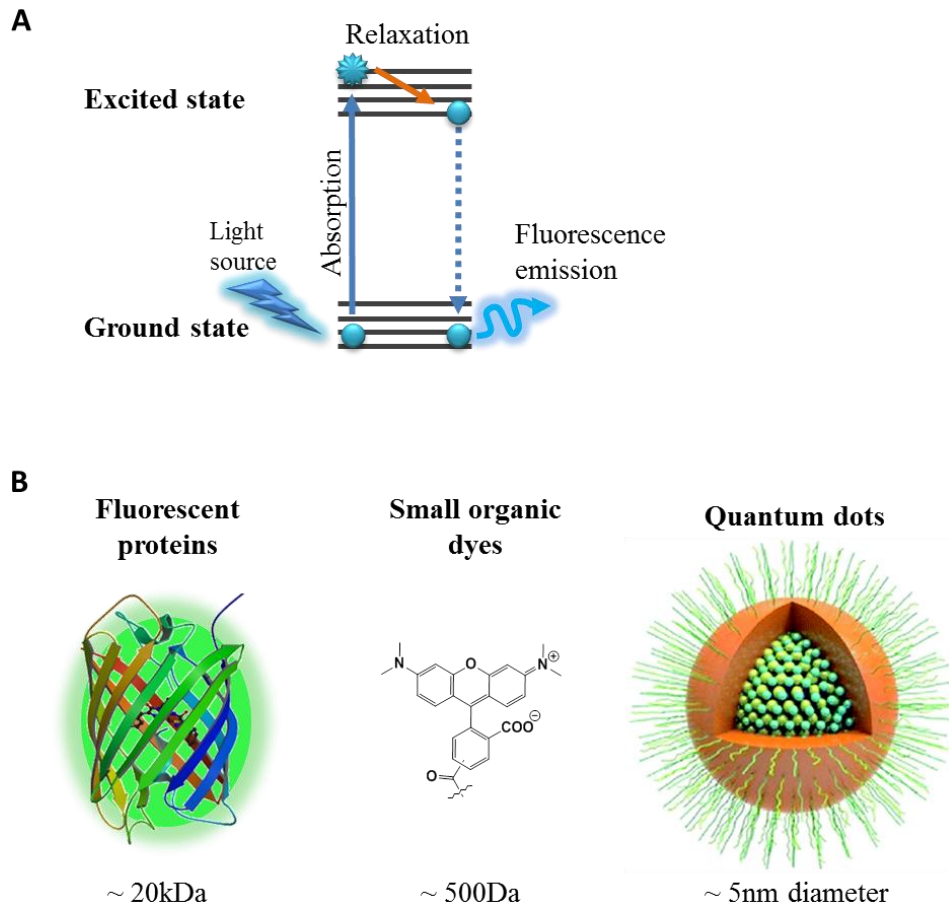 A
Relaxation
Excited state
Absorption
Light
source
Fluorescence
emission
Ground state
B
Fluorescent
proteins
Small organic
dyes
Quantum dots
N
O
N
⊕
COO
⊖
O
~ 20kDa
~ 500Da
~ 5nm diameter